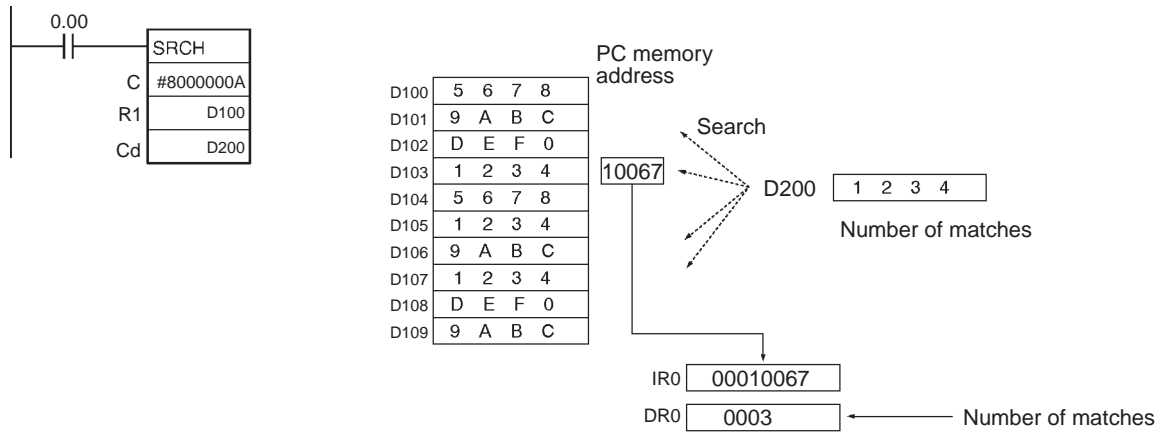 0.00
SRCH
C #8000000A
R1 D100
Cd D200
PC memory
address
D100 5 6 7 8
D101 9 A B C
D102 D E F 0
D103 1 2 3 4
10067
D104 5 6 7 8
D105 1 2 3 4
D106 9 A B C
D107 1 2 3 4
D108 D E F 0
D109 9 A B C
Search
D200 1 2 3 4
Number of matches
IR0 00010067
DR0 0003
Number of matches